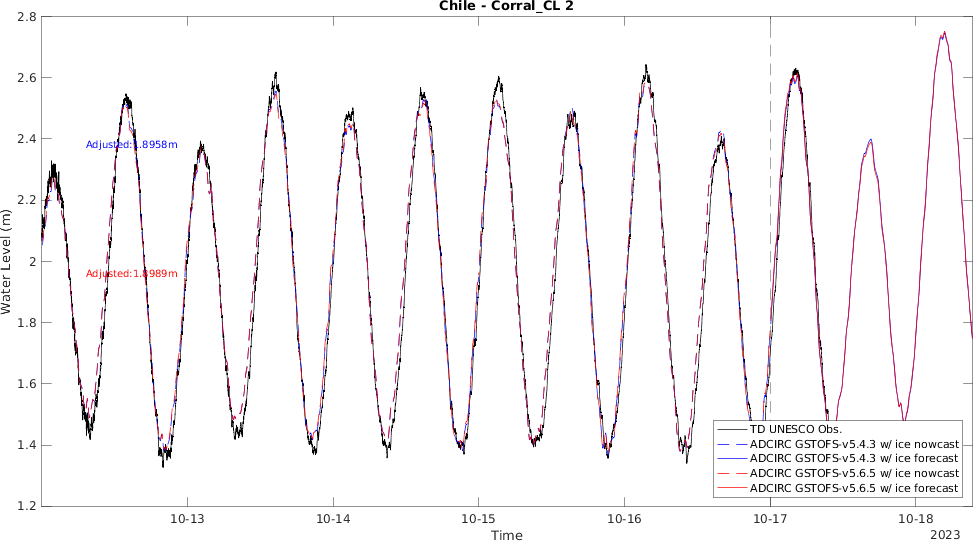 Chile - Corral_CL 2
2.8
2.6
2.4
2.2
2
1.8
1.6
1.4
1.2
Water Level (m)
Adjusted:1.8958m
Adjusted:1.8989m
TD UNESCO Obs.
ADCIRC GSTOFS-v5.4.3 w/ ice nowcast
ADCIRC GSTOFS-v5.4.3 w/ ice forecast
ADCIRC GSTOFS-v5.6.5 w/ ice nowcast
ADCIRC GSTOFS-v5.6.5 w/ ice forecast
10-13 10-14 10-15 10-16 10-17 10-18
Time
2023